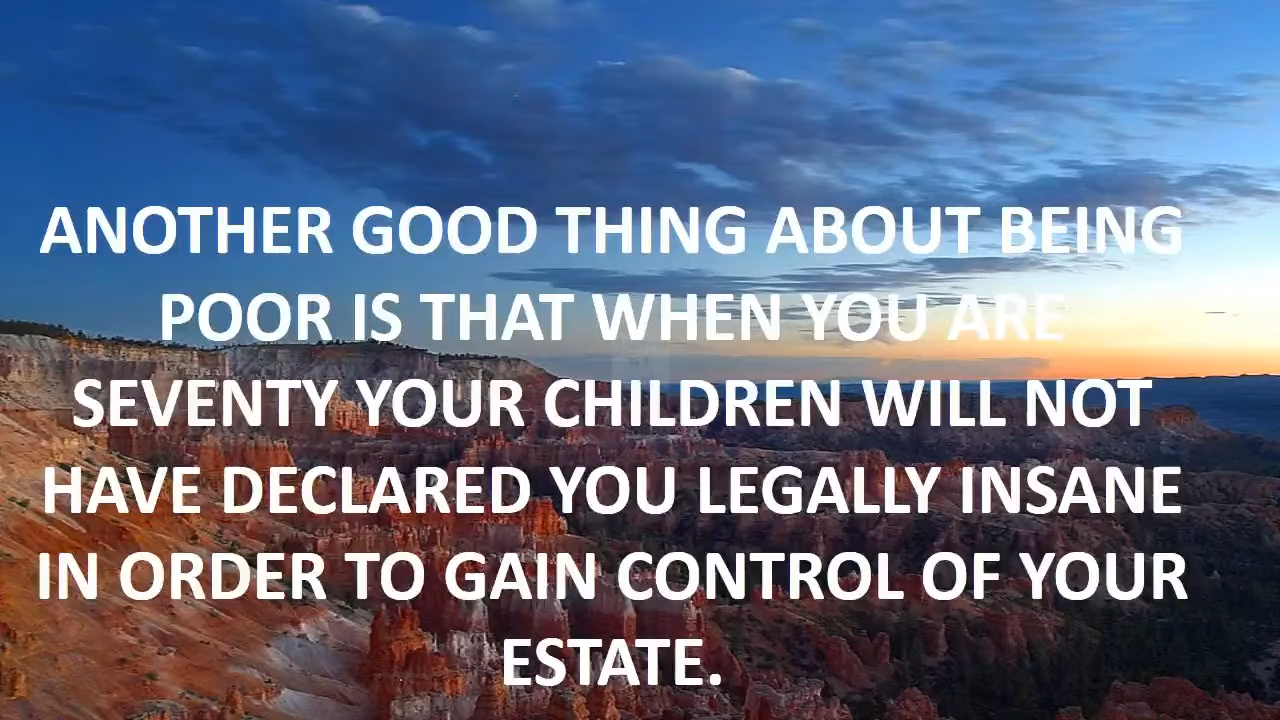 ANOTHER GOOD THING ABOUT BEING
POOR IS THAT WHEN YOU ARE
SEVENTY YOUR CHILDREN WILL NOT
HAVE DECLARED YOU LEGALLY INSANE
IN ORDER TO GAIN CONTROL OF YOUR
ESTATE.